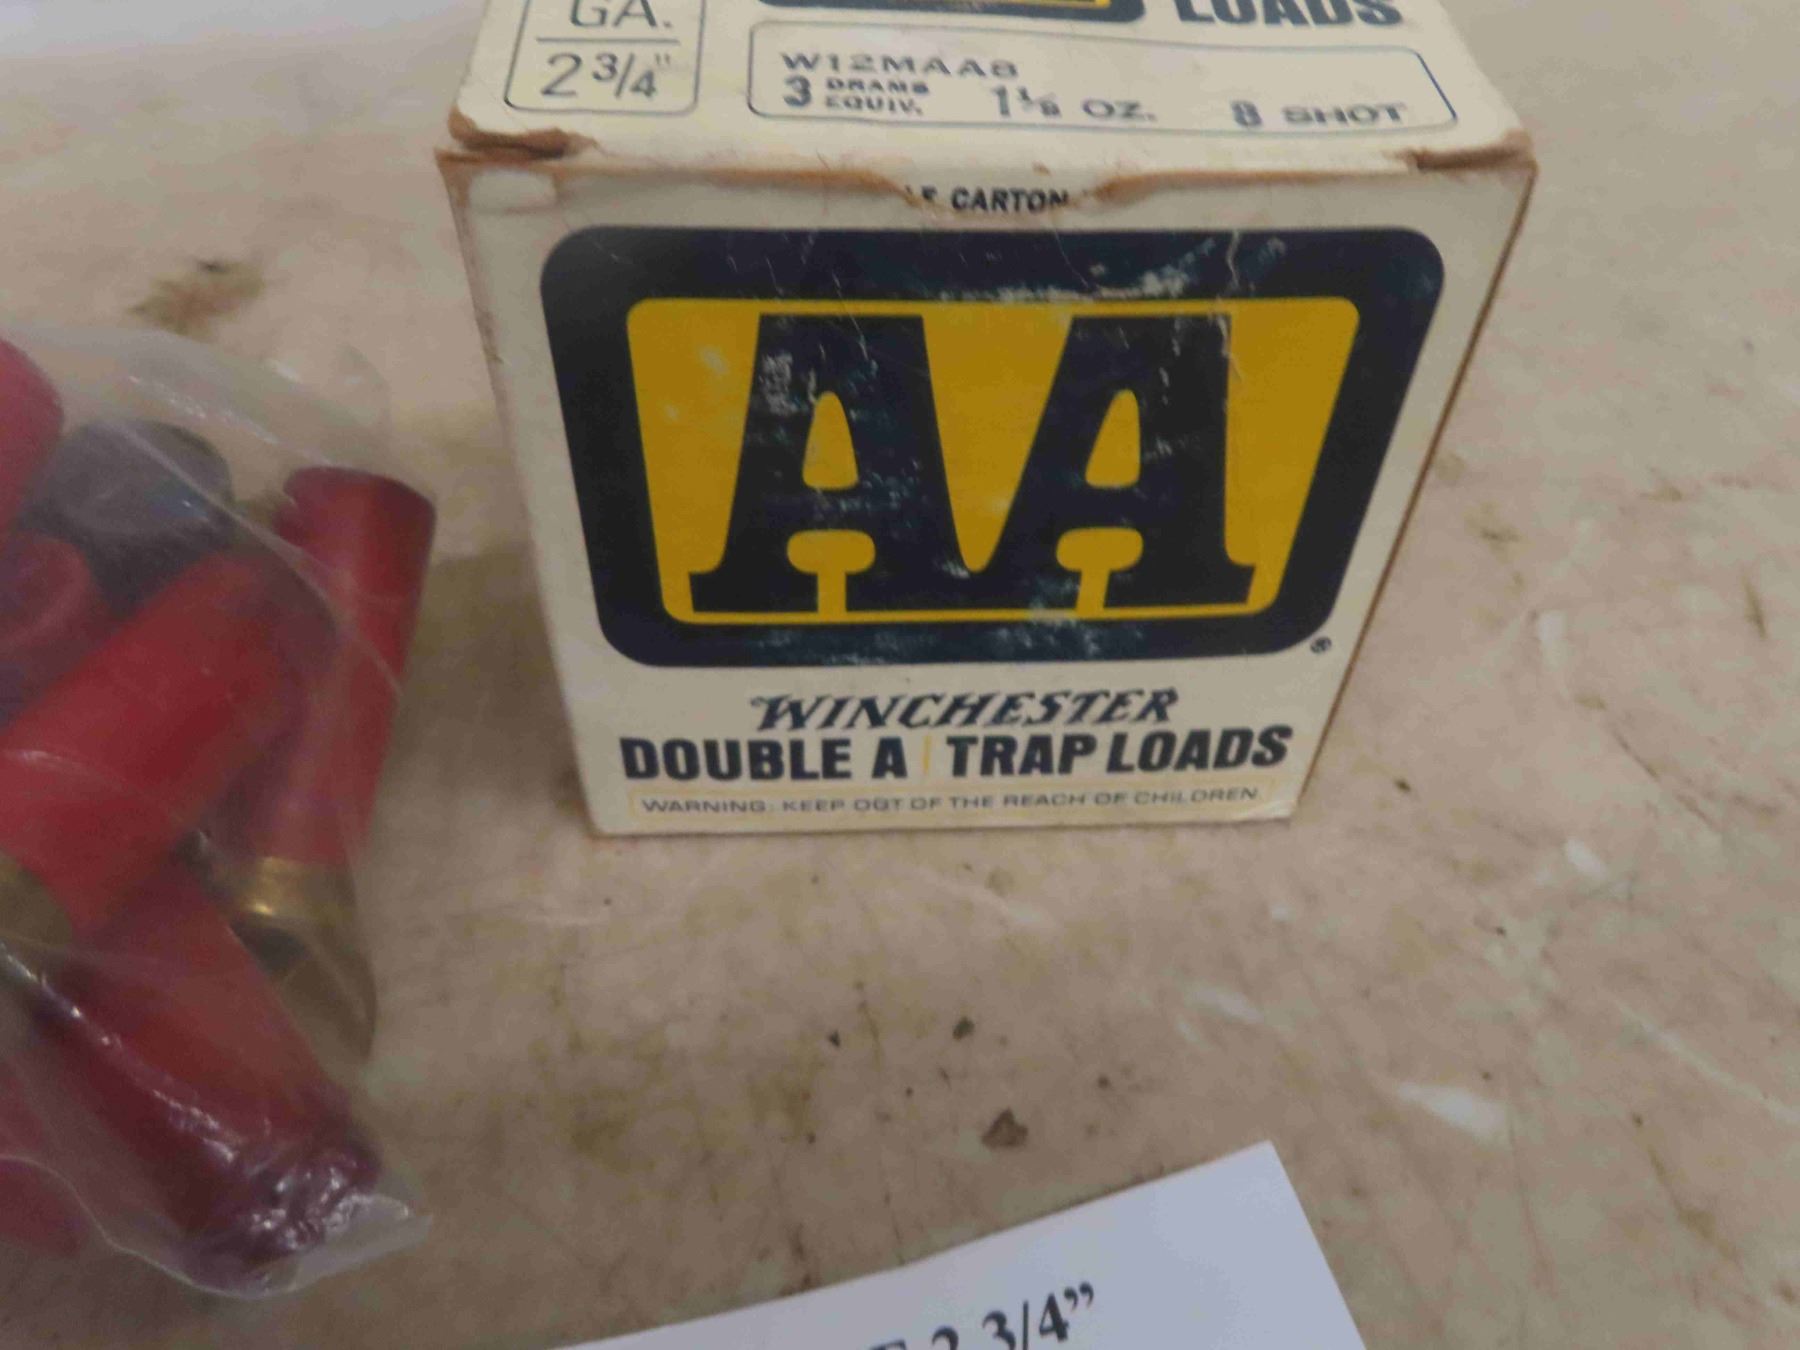 GA.
2 3/4"
LOADS
W12MAA8
3 DRAMS EQUIV. 1 1/8 OZ. 8 SHOT
CARTON
AA
®
WINCHESTER
DOUBLE A TRAP LOADS
WARNING: KEEP OUT OF THE REACH OF CHILDREN
2 3/4”